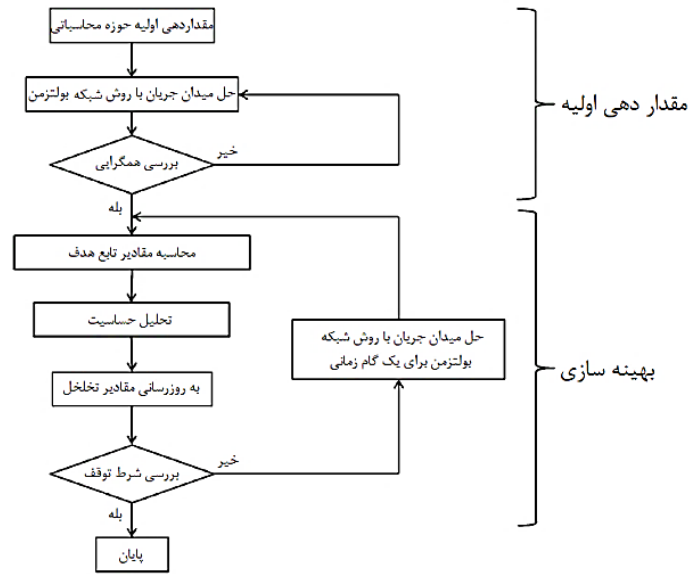 مقداردهی اولیه حوزه محاسباتی
حل میدان جریان با روش شبکه بولتزمن
بررسی همگرایی
خیر
بله
مقدار دهی اولیه
محاسبه مقادیر تابع هدف
تحلیل حساسیت
به روزرسانی مقادیر تخلخل
بررسی شرط توقف
خیر
بله
پایان
حل میدان جریان با روش شبکه
بولتزمن برای یک گام زمانی
بهینه سازی